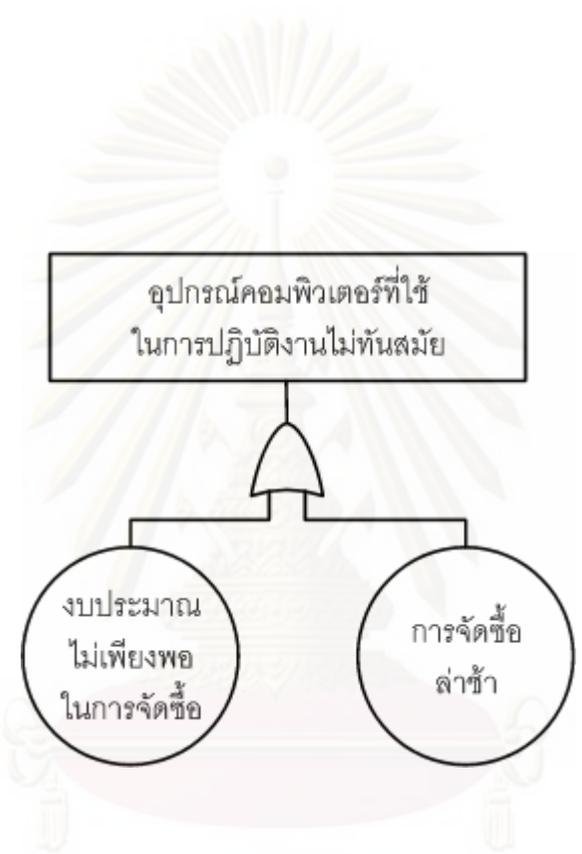 อุปกรณ์คอมพิวเตอร์ที่ใช้
ในการปฏิบัติงานไม่ทันสมัย
งบประมาณ
ไม่เพียงพอ
ในการจัดซื้อ
การจัดซื้อ
ล่าช้า